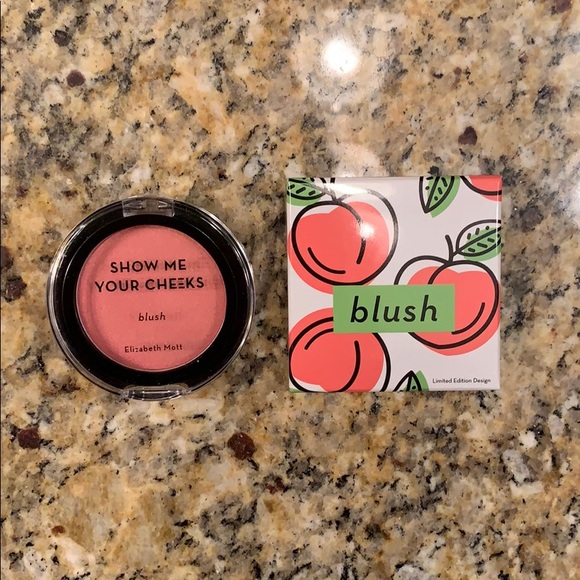 SHOW ME
YOUR CHEEKS
blush
Elizabeth Mott
blush
Limited Edition Design